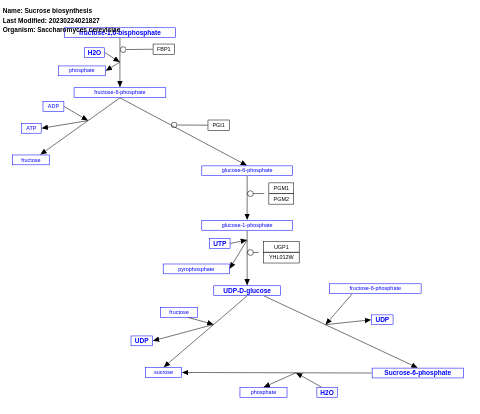 Name: Sucrose biosynthesis
Last Modified: 20230224021827
Organism: Saccharomyces cerevisiae
fructose-1,6-bisphosphate
H2O
FBP1
phosphate
fructose-6-phosphate
ADP
ATP
PGI1
fructose
glucose-6-phosphate
PGM1
PGM2
glucose-1-phosphate
UTP
UGP1
YHL012W
pyrophosphate
UDP-D-glucose
fructose-6-phosphate
fructose
UDP
UDP
sucrose
Sucrose-6-phosphate
phosphate
H2O